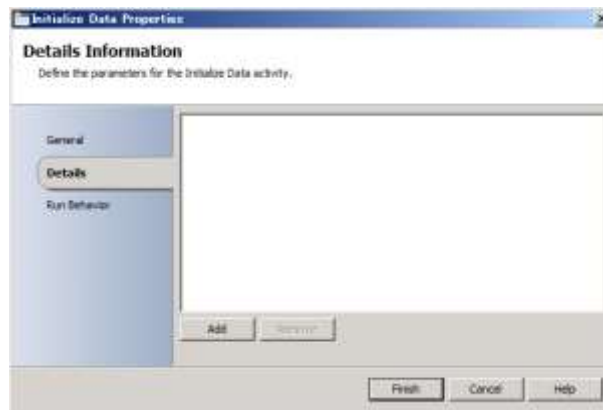 Initialize Data Properties
Details Information
Define the parameters for the Initialize Data activity.
General
Details
Run Behavior
Add
Remove
Finish
Cancel
Help